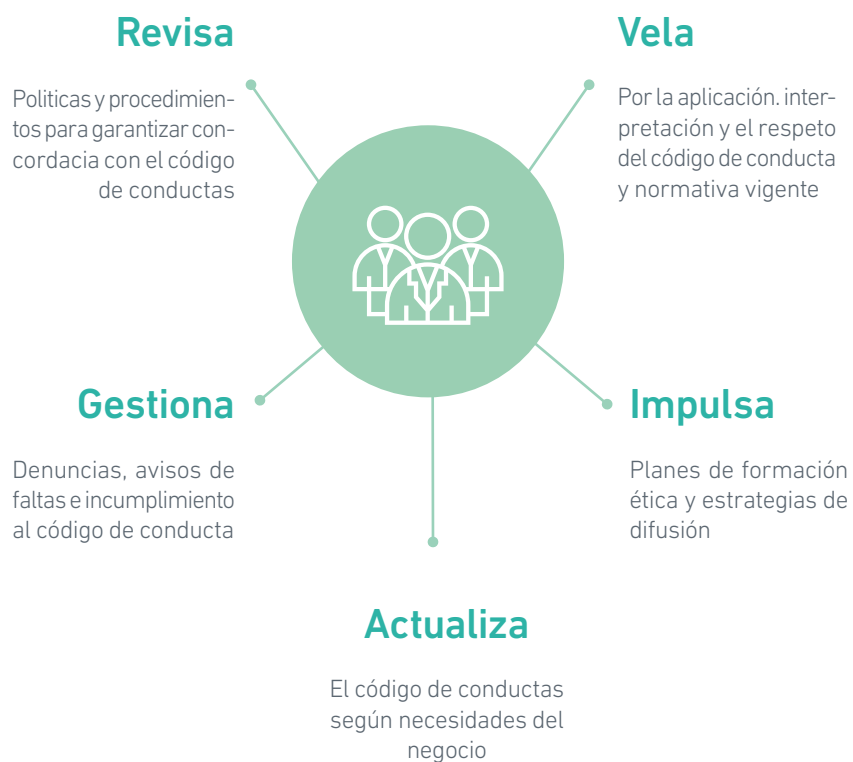 Revisa
Politicas y procedimien-
tos para garantizar con-
cordacia con el código
de conductas
Vela
Por la aplicación. inter-
pretación y el respeto
del código de conducta
y normativa vigente
Gestiona
Denuncias, avisos de
faltas e incumplimiento
al código de conducta
Impulsa
Planes de formación
ética y estrategias de
difusión
Actualiza
El código de conductas
según necesidades del
negocio